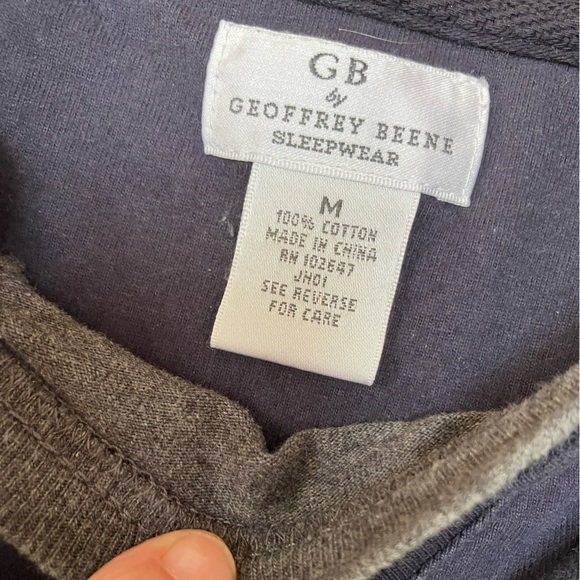 GB
by
GEOFFREY BEENE
SLEEPWEAR
M
100% COTTON
MADE IN CHINA
RN 102647
JH01
SEE REVERSE
FOR CARE